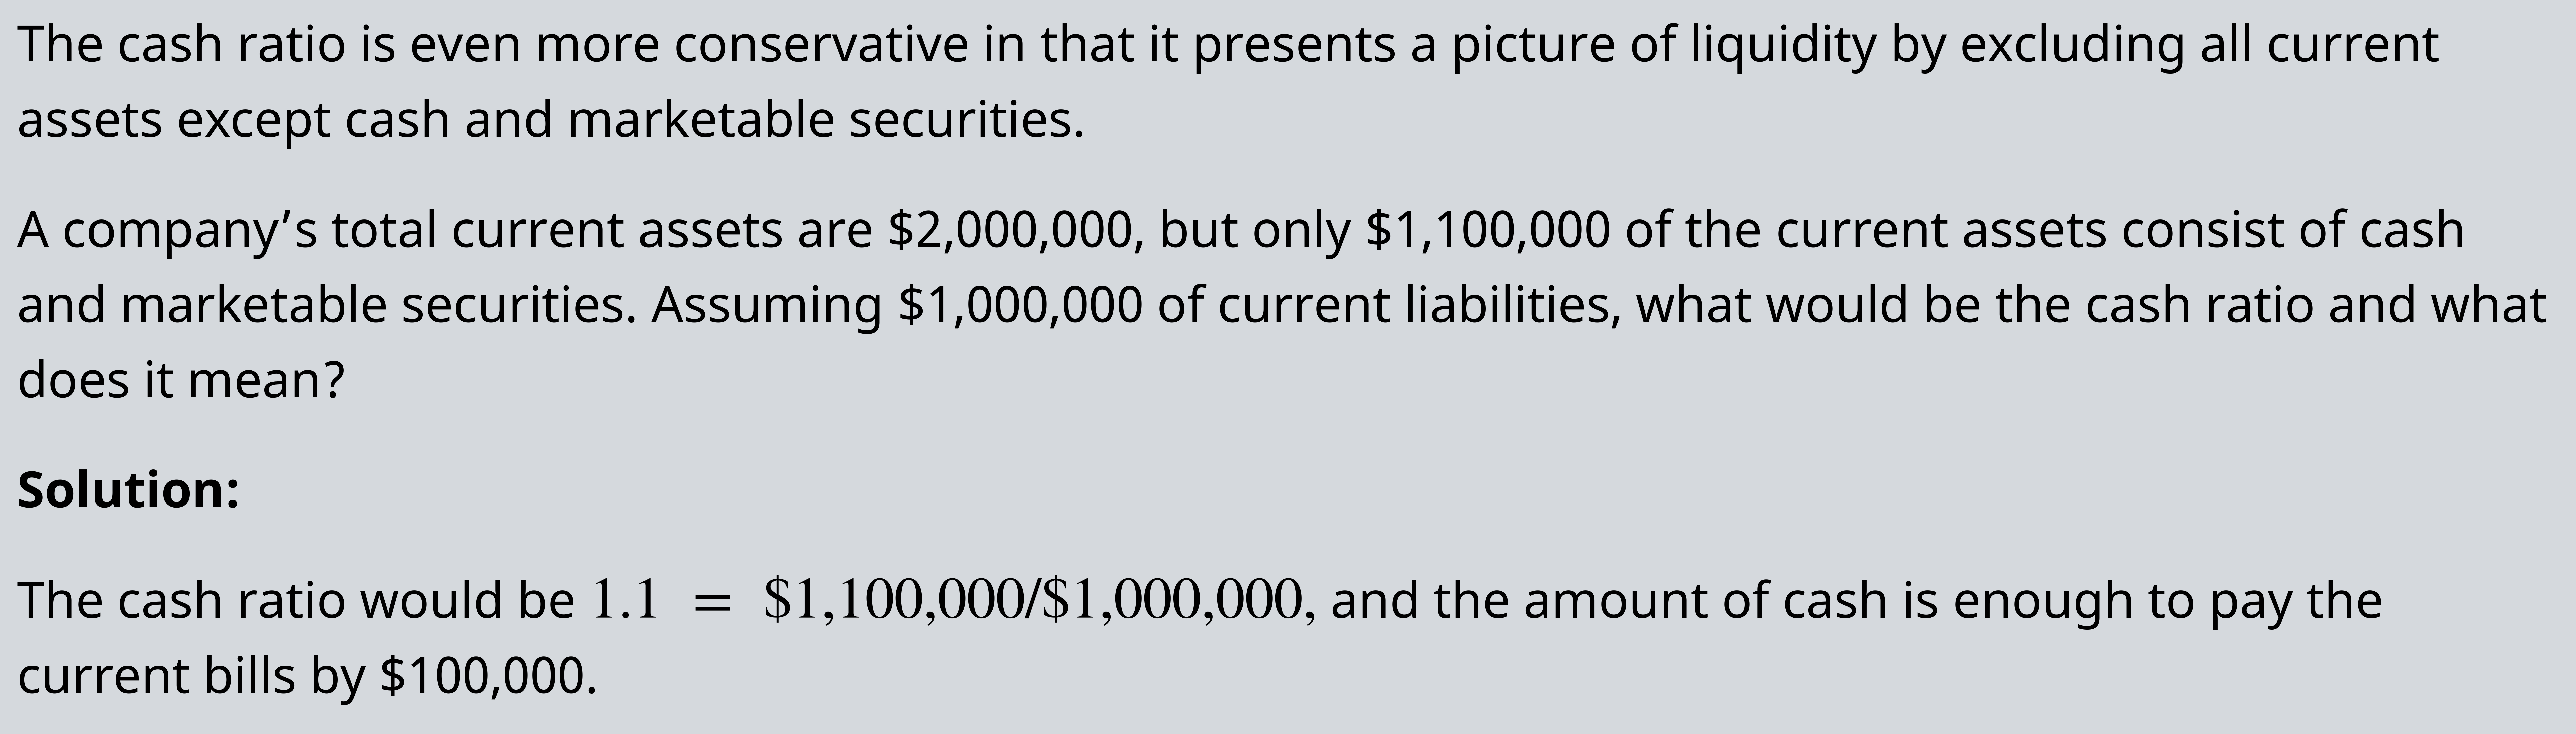 The cash ratio is even more conservative in that it presents a picture of liquidity by excluding all current
assets except cash and marketable securities.
A company’s total current assets are $2,000,000, but only $1,100,000 of the current assets consist of cash
and marketable securities. Assuming $1,000,000 of current liabilities, what would be the cash ratio and what
does it mean?
Solution:
The cash ratio would be 1.1 = $1,100,000/$1,000,000, and the amount of cash is enough to pay the
current bills by $100,000.